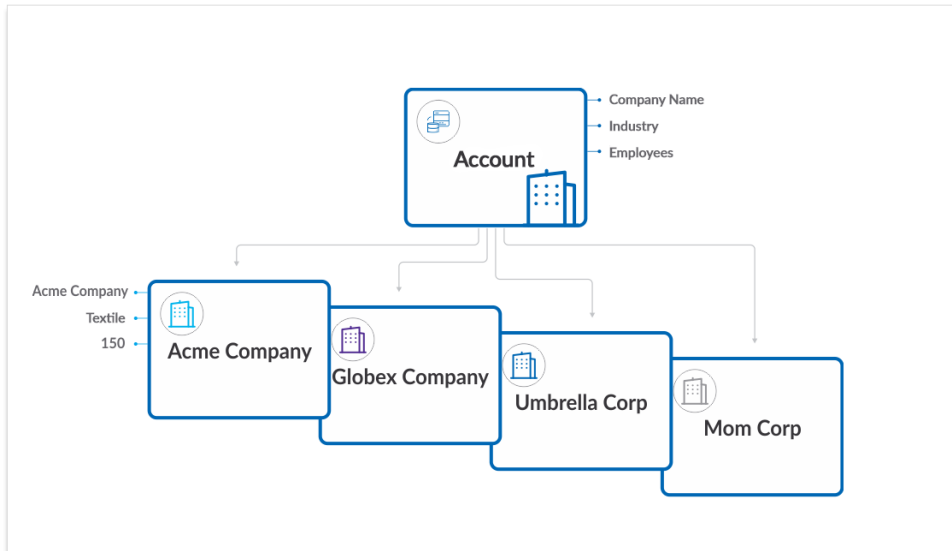 Company Name
Industry
Employees
Account
Acme Company
Textile
150
Acme Company
Globex Company
Umbrella Corp
Mom Corp